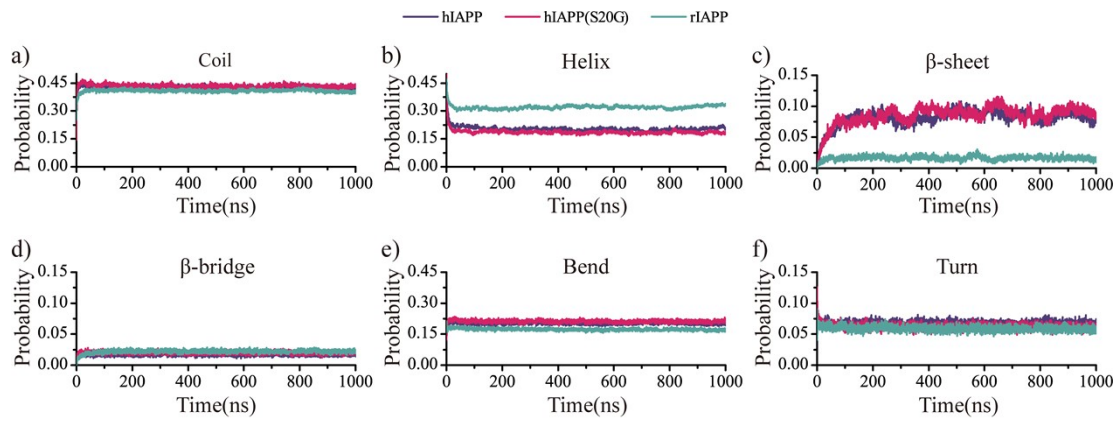 hIAPP hIAPP(S20G) rIAPP
a) Coil
Probability
0.45
0.30
0.15
0.00
0 200 400 600 800 1000
Time(ns)
b) Helix
Probability
0.45
0.30
0.15
0.00
0 200 400 600 800 1000
Time(ns)
c) β-sheet
Probability
0.15
0.10
0.05
0.00
0 200 400 600 800 1000
Time(ns)
d) β-bridge
Probability
0.15
0.10
0.05
0.00
0 200 400 600 800 1000
Time(ns)
e) Bend
Probability
0.45
0.30
0.15
0.00
0 200 400 600 800 1000
Time(ns)
f) Turn
Probability
0.15
0.10
0.05
0.00
0 200 400 600 800 1000
Time(ns)